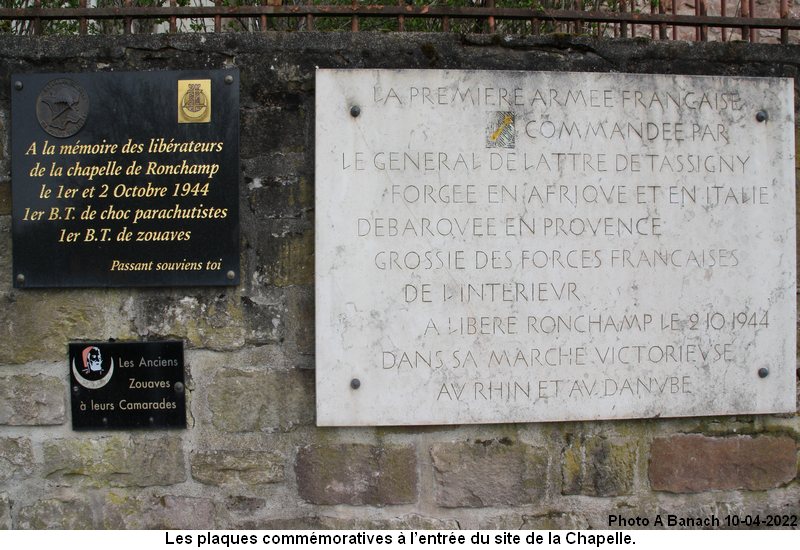 A la mémoire des libérateurs
de la chapelle de Ronchamp
le 1er et 2 Octobre 1944
1er B.T. de choc parachutistes
1er B.T. de zouaves
Passant souviens toi
Les Anciens
Zouaves
à leurs Camarades
LA PREMIERE ARMEE FRANCAISE
COMMANDEE PAR
LE GENERAL DE LATTRE DE TASSIGNY
FORGEE EN AFRIQVE ET EN ITALIE
DEBARQVEE EN PROVENCE
GROSSIE DES FORCES FRANCAISES
DE L'INTERIEVR
A LIBERE RONCHAMP LE 2 10 1944
DANS SA MARCHE VICTORIEVSE
AV RHIN ET AV DANVBE
Photo A Banach 10-04-2022
Les plaques commémoratives à l'entrée du site de la Chapelle.